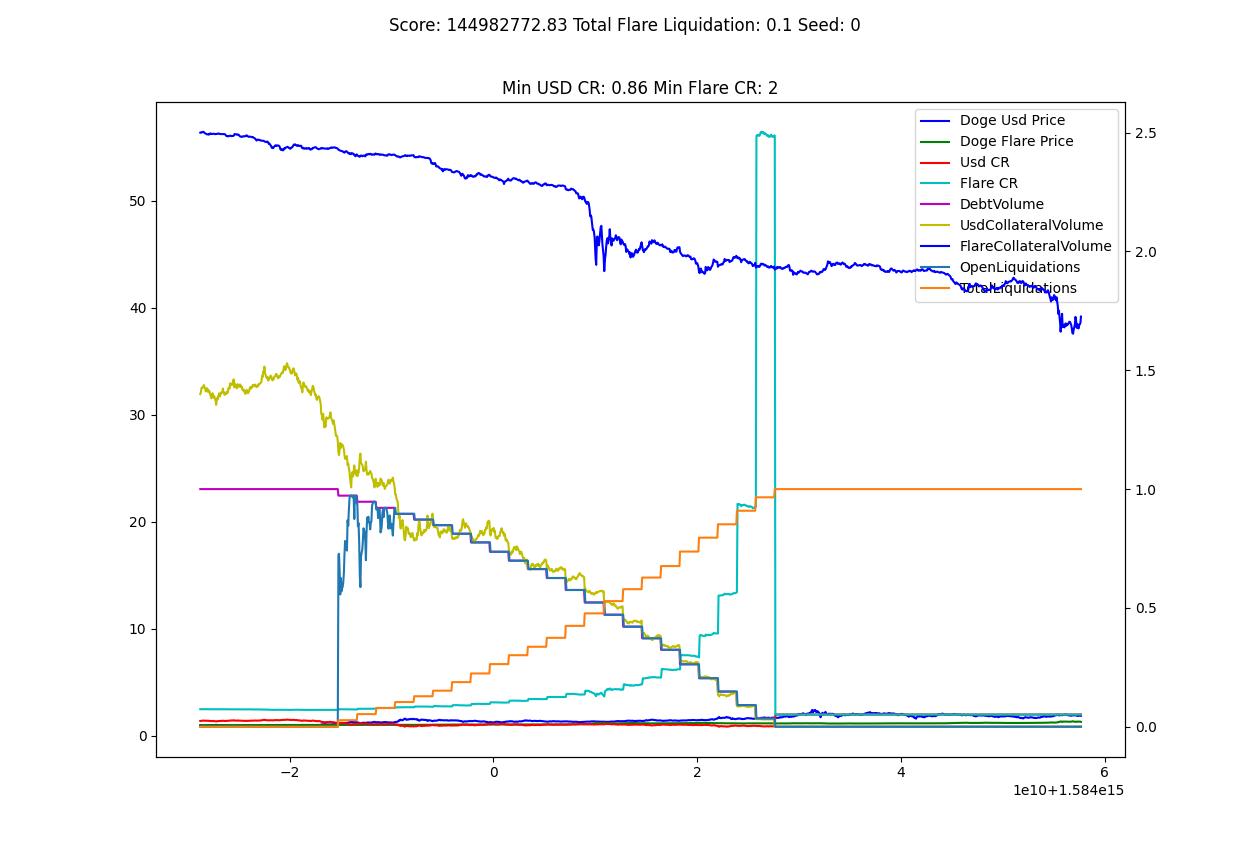 Score: 144982772.83 Total Flare Liquidation: 0.1 Seed: 0
Min USD CR: 0.86 Min Flare CR: 2
Doge Usd Price
Doge Flare Price
Usd CR
Flare CR
DebtVolume
UsdCollateralVolume
FlareCollateralVolume
OpenLiquidations
TotalLiquidations
50
40
30
20
10
0
2.5
2.0
1.5
1.0
0.5
0.0
−2 0 2 4 6
1e10+1.584e15